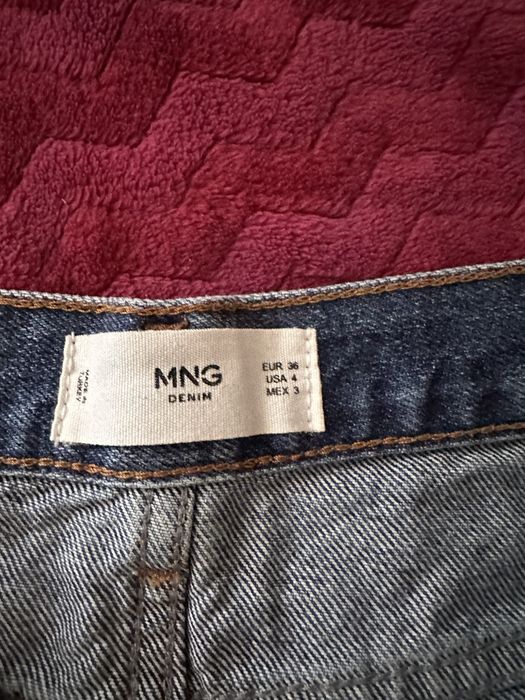 MADE IN
TURKEY
MNG
DENIM
EUR 36
USA 4
MEX 3